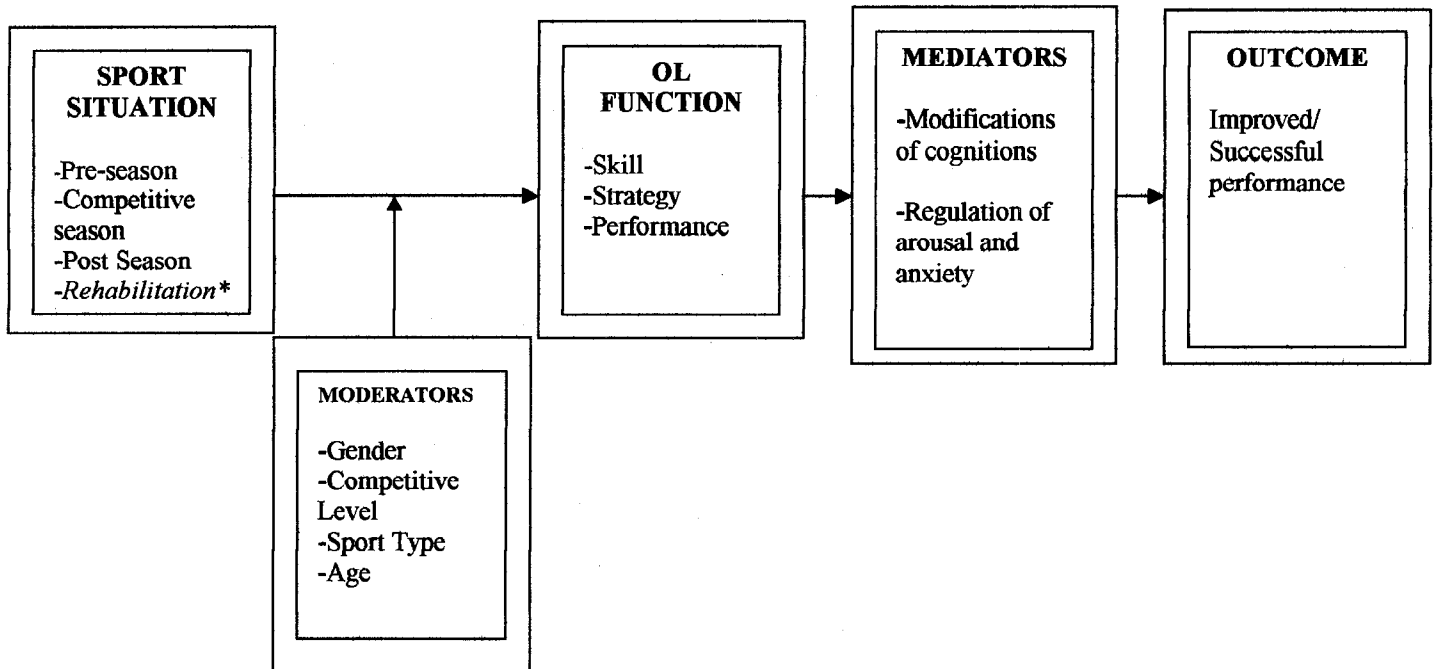 SPORT
SITUATION
-Pre-season
-Competitive
season
-Post Season
-Rehabilitation*
OL
FUNCTION
-Skill
-Strategy
-Performance
MEDIATORS
-Modifications
of cognitions
-Regulation of
arousal and
anxiety
OUTCOME
Improved/
Successful
performance
MODERATORS
-Gender
-Competitive
Level
-Sport Type
-Age